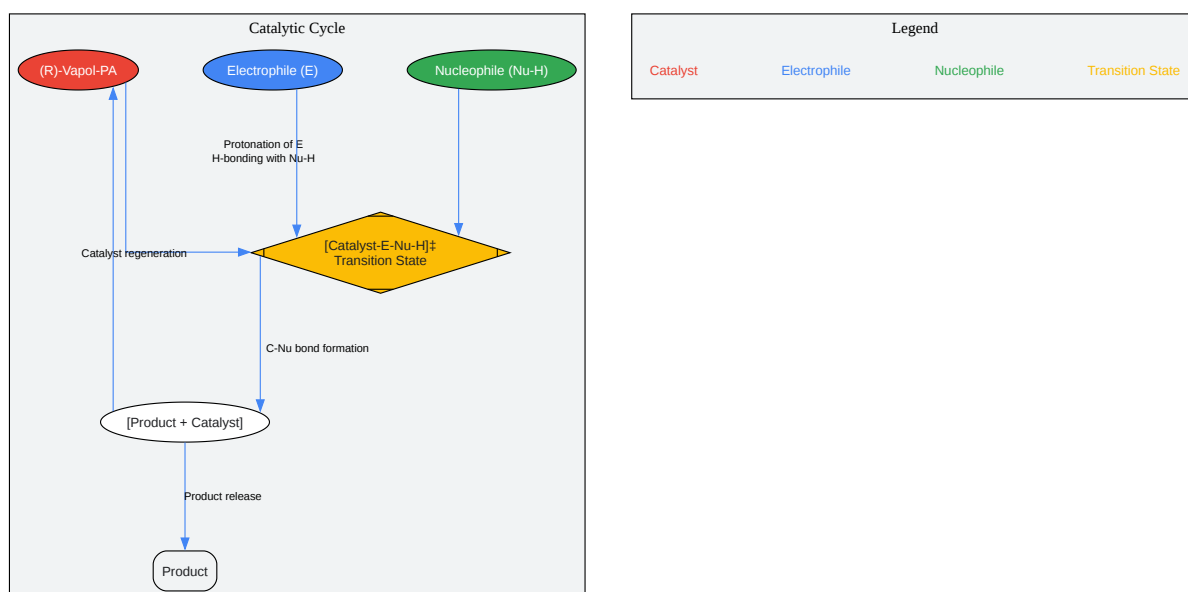 Catalytic Cycle
(R)-Vapol-PA
Electrophile (E)
Nucleophile (Nu-H)
Protonation of E
H-bonding with Nu-H
[Catalyst-E-Nu-H]‡
Transition State
Catalyst regeneration
C-Nu bond formation
[Product + Catalyst]
Product release
Product
Legend
Catalyst
Electrophile
Nucleophile
Transition State